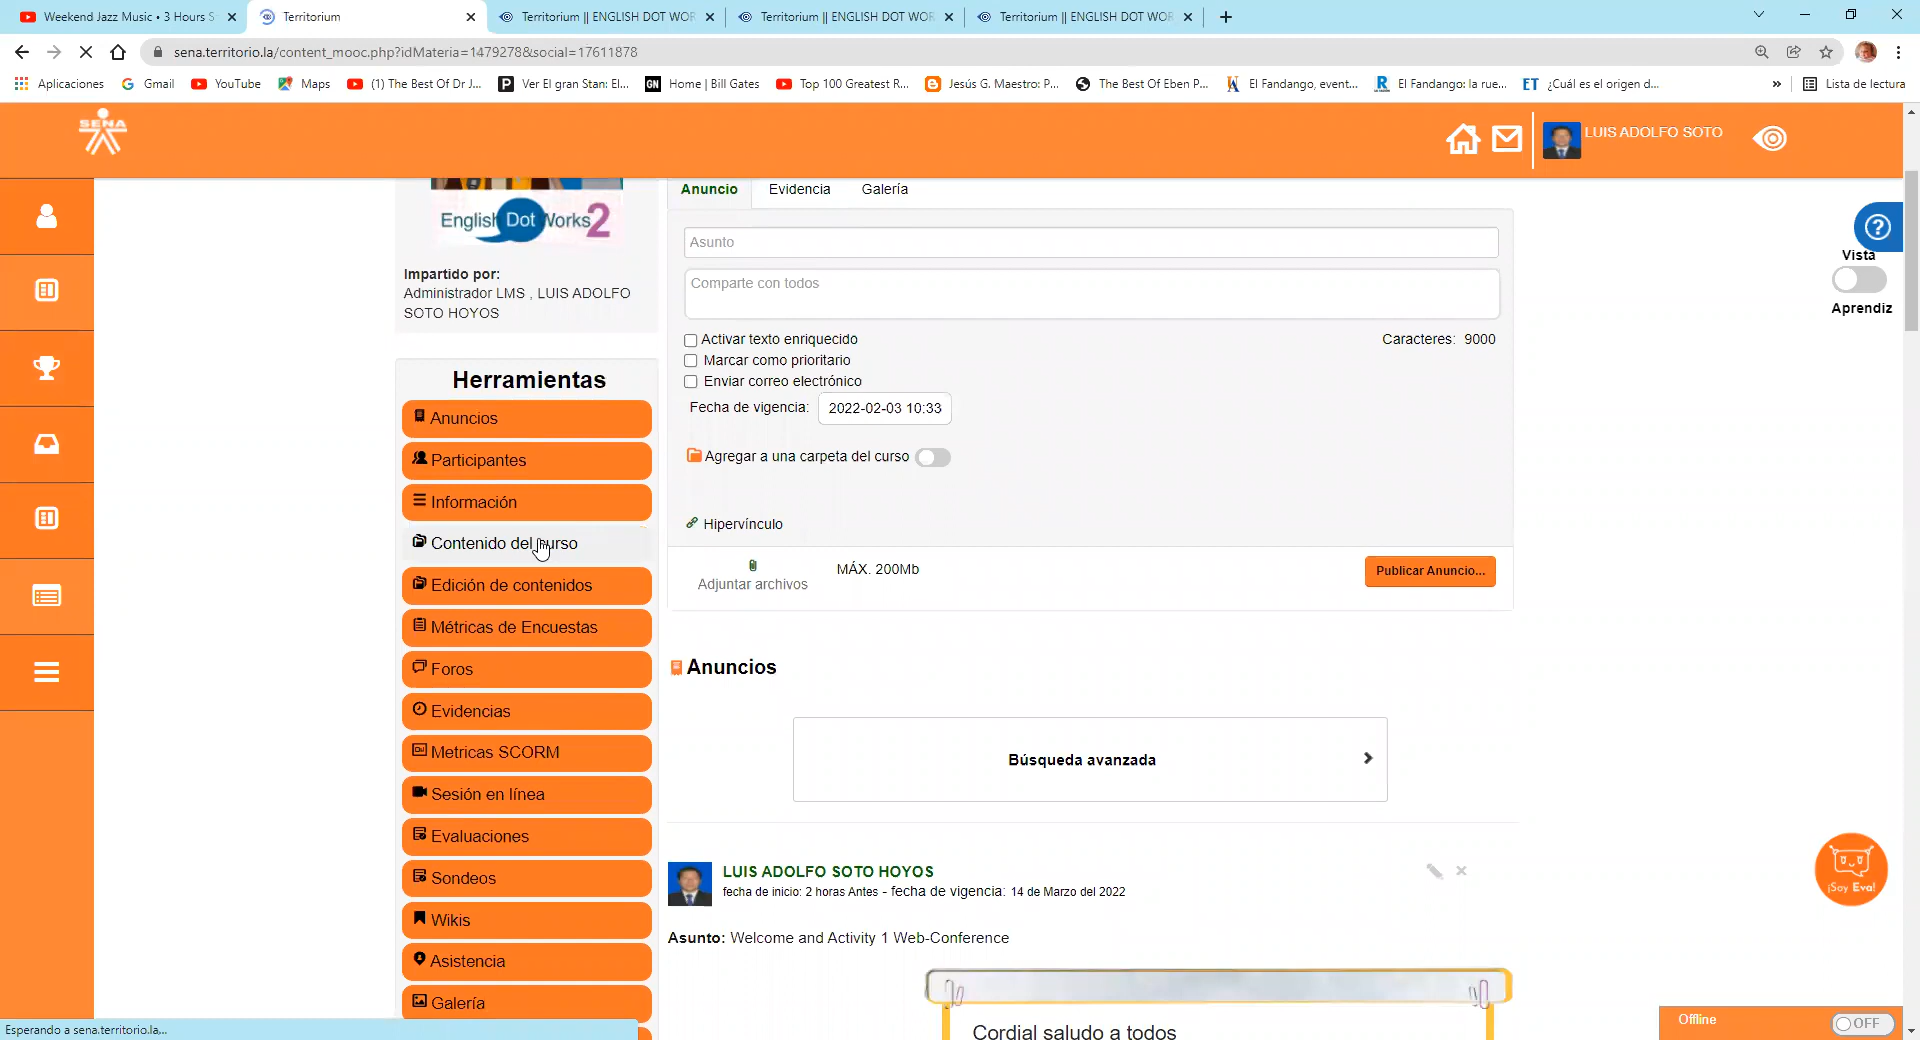 Weekend Jazz Music • 3 Hours S
Territorium
Territorium || ENGLISH DOT WOR
Territorium || ENGLISH DOT WOR
Territorium || ENGLISH DOT WOR
sena.territorio.la/content_mooc.php?idMateria=1479278&social=17611878
Aplicaciones
Gmail
YouTube
Maps
(1) The Best Of Dr J...
Ver El gran Stan: El...
Home | Bill Gates
Top 100 Greatest R...
Jesús G. Maestro: P...
The Best Of Eben P...
El Fandango, event...
El Fandango: la rue...
ET ¿Cuál es el origen d...
»
Lista de lectura
SENA
LUIS ADOLFO SOTO
Anuncio
Evidencia
Galería
English Dot Works 2
Impartido por:
Administrador LMS , LUIS ADOLFO
SOTO HOYOS
Asunto
Comparte con todos
Activar texto enriquecido
Caracteres: 9000
Marcar como prioritario
Enviar correo electrónico
Fecha de vigencia: 2022-02-03 10:33
Agregar a una carpeta del curso
Hipervínculo
Adjuntar archivos
MÁX. 200Mb
Publicar Anuncio...
Vista
Aprendiz
Herramientas
Anuncios
Participantes
Información
Contenido del curso
Edición de contenidos
Métricas de Encuestas
Foros
Evidencias
Metricas SCORM
Sesión en línea
Evaluaciones
Sondeos
Wikis
Asistencia
Galería
Anuncios
Búsqueda avanzada
LUIS ADOLFO SOTO HOYOS
fecha de inicio: 2 horas Antes - fecha de vigencia: 14 de Marzo del 2022
Asunto: Welcome and Activity 1 Web-Conference
Cordial saludo a todos
¡Soy Eva!
Offline
OFF
Esperando a sena.territorio.la,...